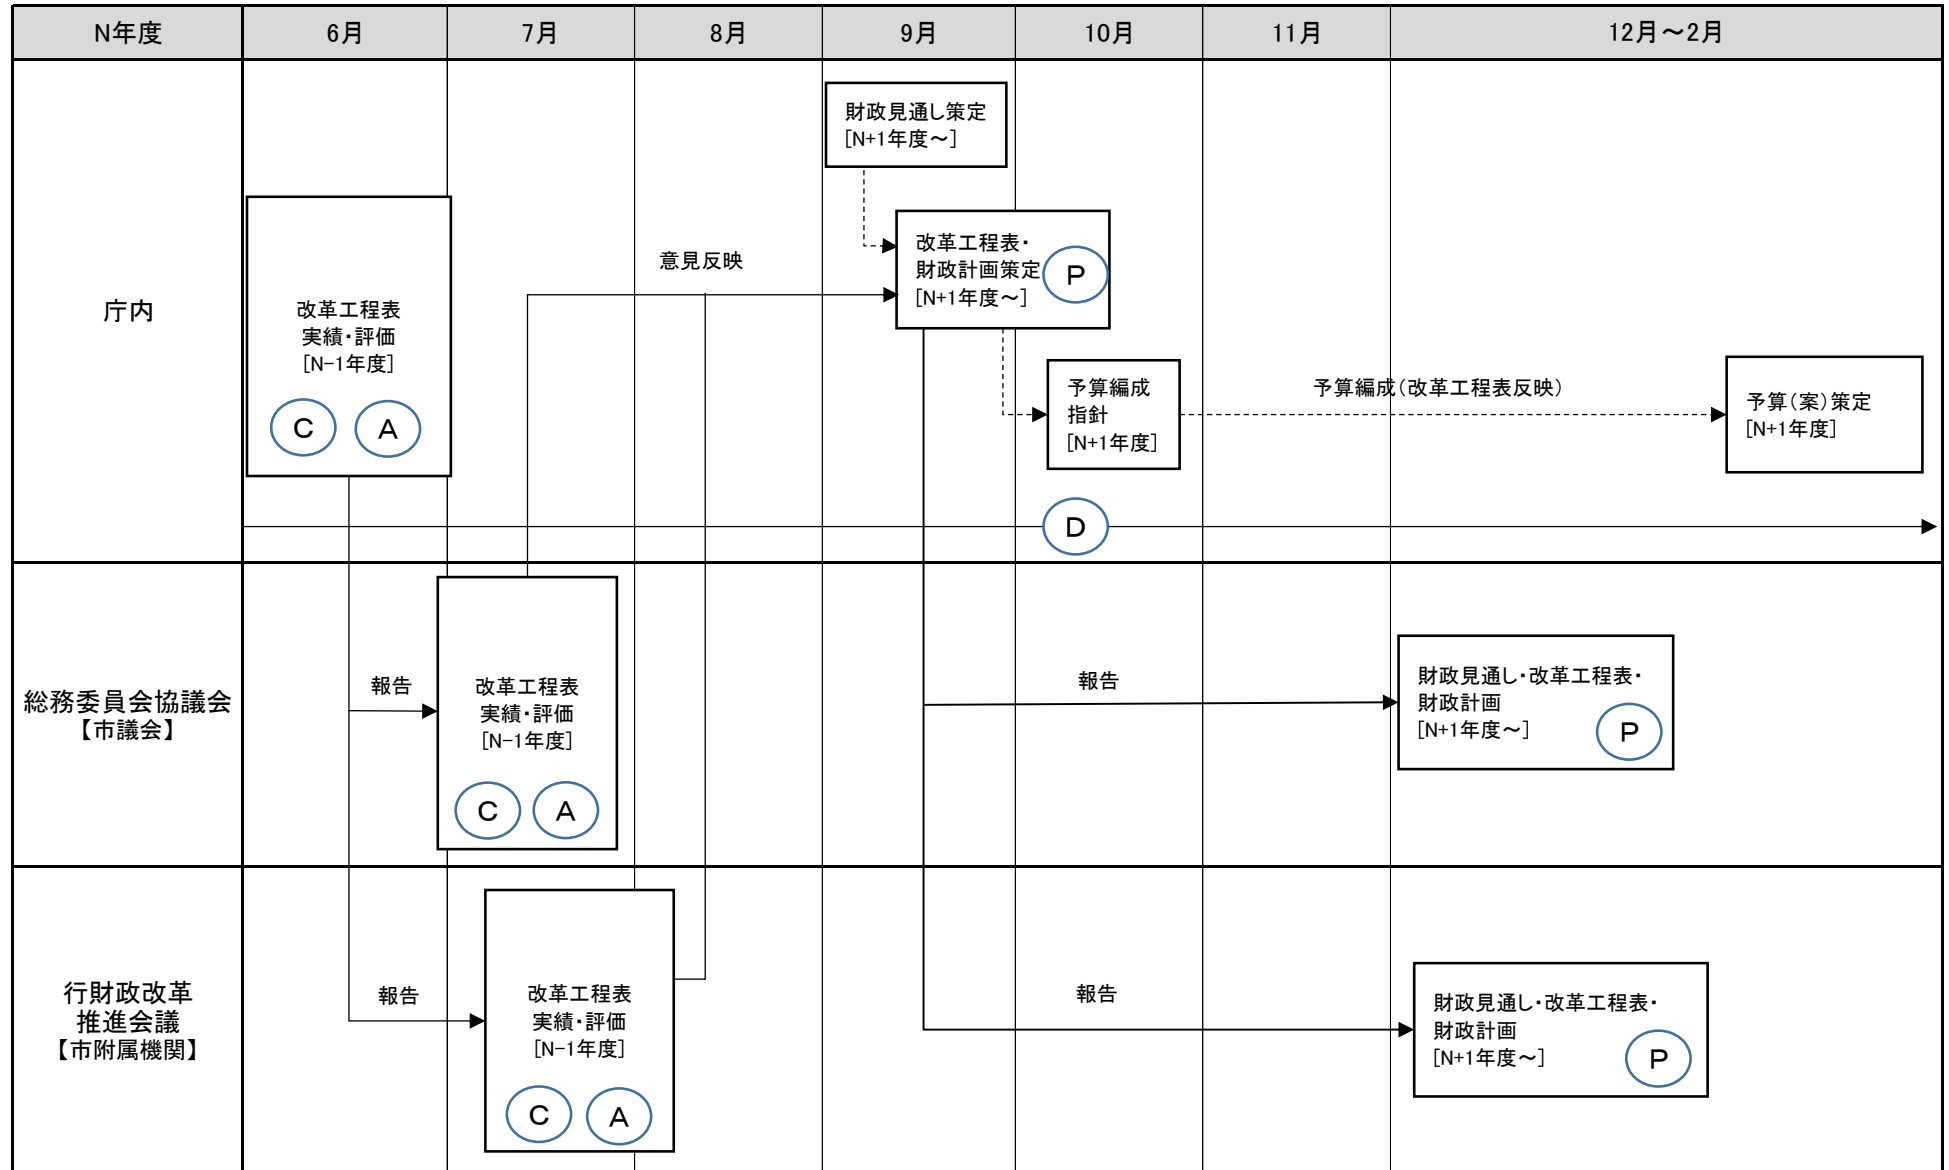 N年度
6月
7月
8月
9月
10月
11月
12月～2月
庁内
改革工程表
実績・評価
[N-1年度]
C
A
意見反映
財政見通し策定
[N+1年度～]
改革工程表・
財政計画策定
[N+1年度～]
P
予算編成
指針
[N+1年度]
予算編成（改革工程表反映）
予算（案）策定
[N+1年度]
D
総務委員会協議会
【市議会】
報告
改革工程表
実績・評価
[N-1年度]
C
A
報告
財政見通し・改革工程表・
財政計画
[N+1年度～]
P
行財政改革
推進会議
【市附属機関】
報告
改革工程表
実績・評価
[N-1年度]
C
A
報告
財政見通し・改革工程表・
財政計画
[N+1年度～]
P